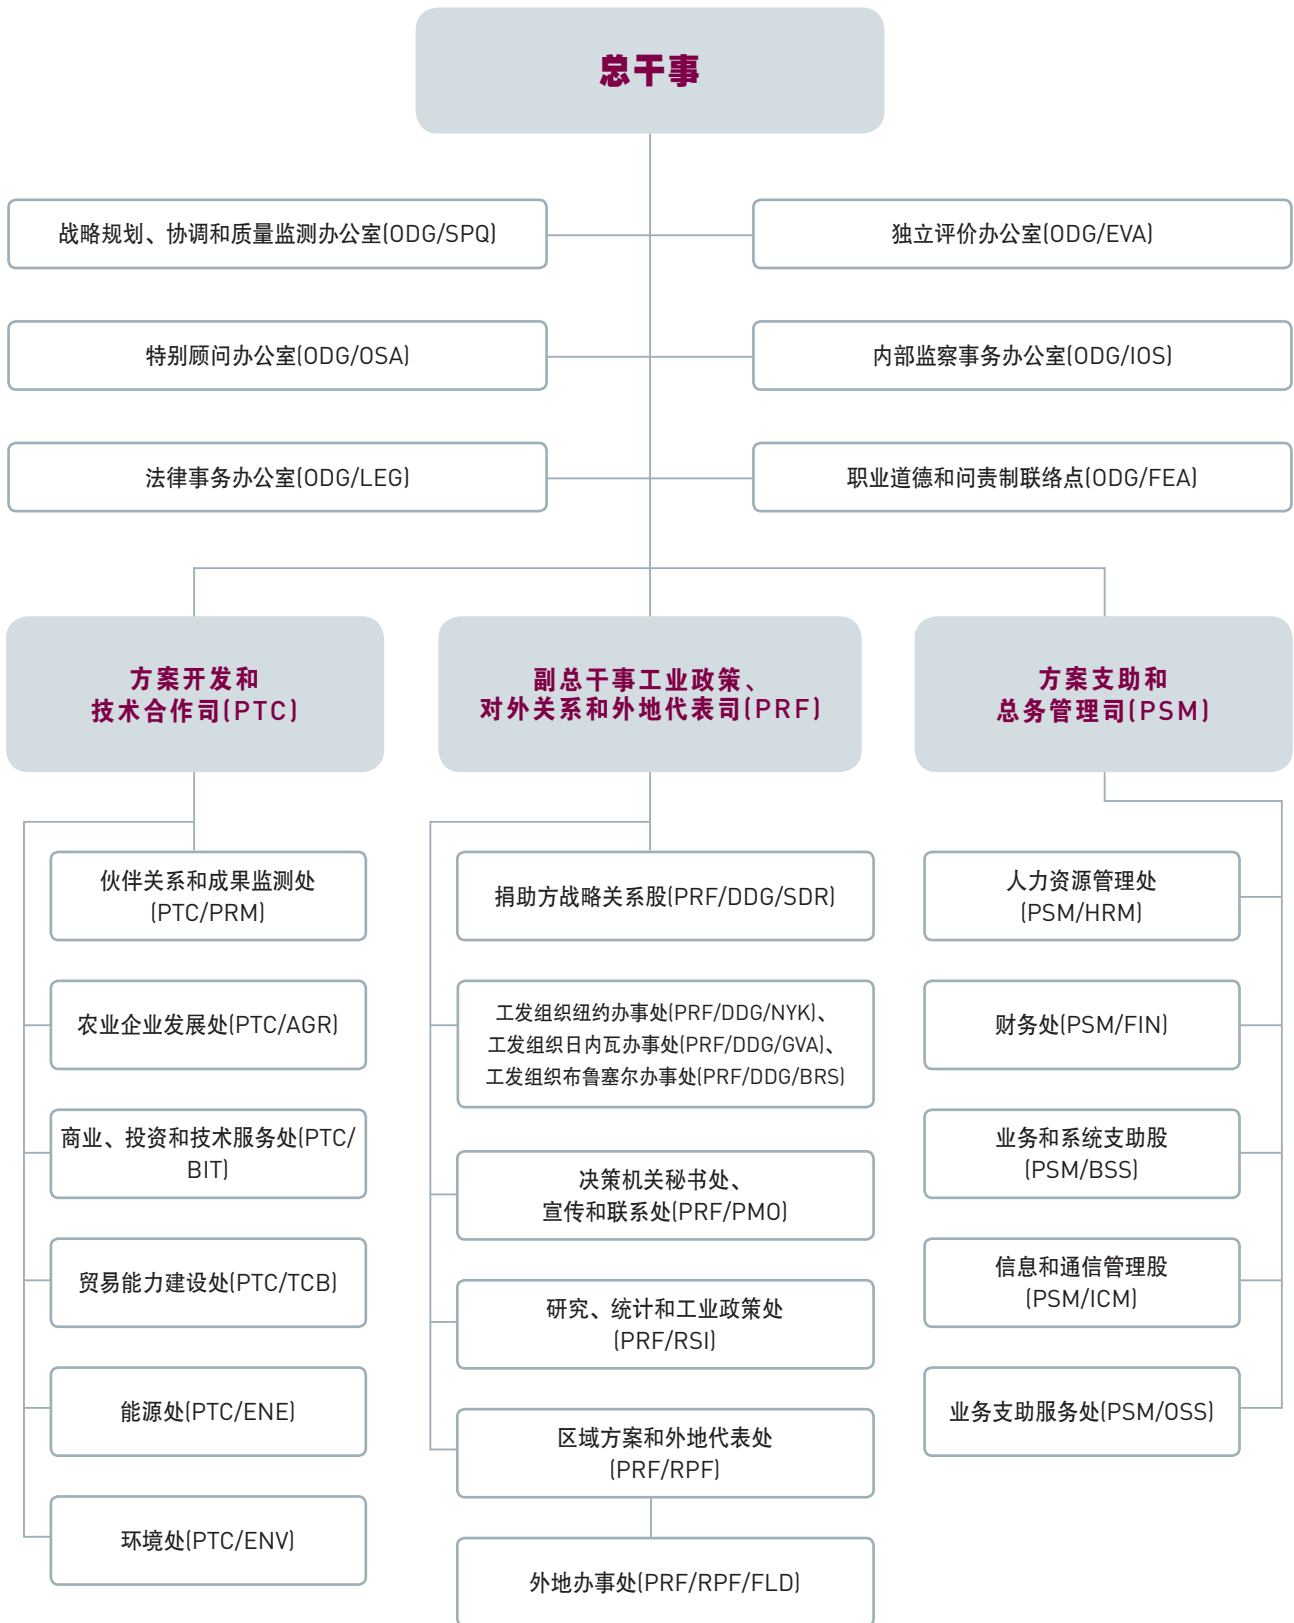 总干事
战略规划、协调和质量监测办公室(ODG/SPQ)
独立评价办公室(ODG/EVA)
特别顾问办公室(ODG/OSA)
内部监察事务办公室(ODG/IOS)
法律事务办公室(ODG/LEG)
职业道德和问责制联络点(ODG/FEA)
方案开发和
技术合作司(PTC)
副总干事工业政策、
对外关系和外地代表司(PRF)
方案支助和
总务管理司(PSM)
伙伴关系和成果监测处
(PTC/PRM)
农业企业发展处(PTC/AGR)
商业、投资和技术服务处(PTC/
BIT)
贸易能力建设处(PTC/TCB)
能源处(PTC/ENE)
环境处(PTC/ENV)
捐助方战略关系股(PRF/DDG/SDR)
工发组织纽约办事处(PRF/DDG/NYK)、
工发组织日内瓦办事处(PRF/DDG/GVA)、
工发组织布鲁塞尔办事处(PRF/DDG/BRS)
决策机关秘书处、
宣传和联系处(PRF/PMO)
研究、统计和工业政策处
(PRF/RSI)
区域方案和外地代表处
(PRF/RPF)
外地办事处(PRF/RPF/FLD)
人力资源管理处
(PSM/HRM)
财务处(PSM/FIN)
业务和系统支助股
(PSM/BSS)
信息和通信管理股
(PSM/ICM)
业务支助服务处(PSM/OSS)